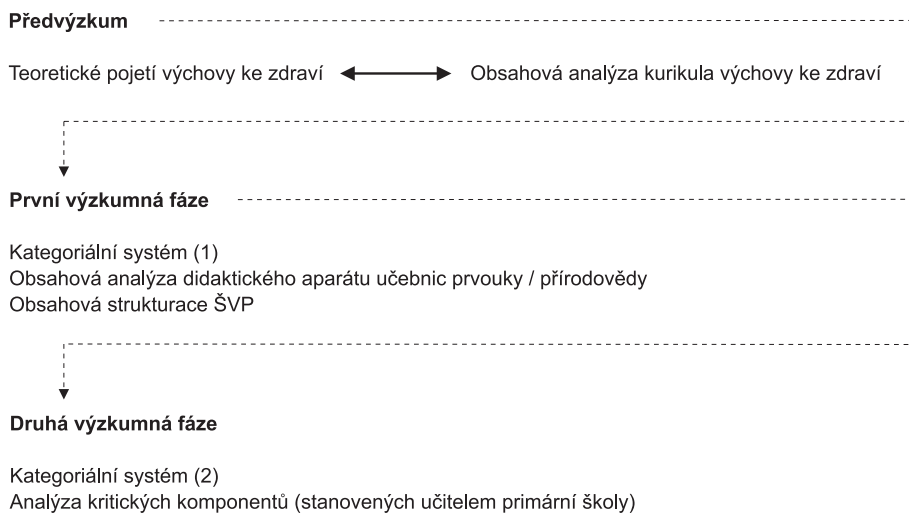 Předvýzkum
Teoretické pojetí výchovy ke zdraví Obsahová analýza kurikula výchovy ke zdraví
První výzkumná fáze
Kategoriální systém (1)
Obsahová analýza didaktického aparátu učebnic prvouky / přírodovědy
Obsahová strukturace ŠVP
Druhá výzkumná fáze
Kategoriální systém (2)
Analýza kritických komponentů (stanovených učitelem primární školy)